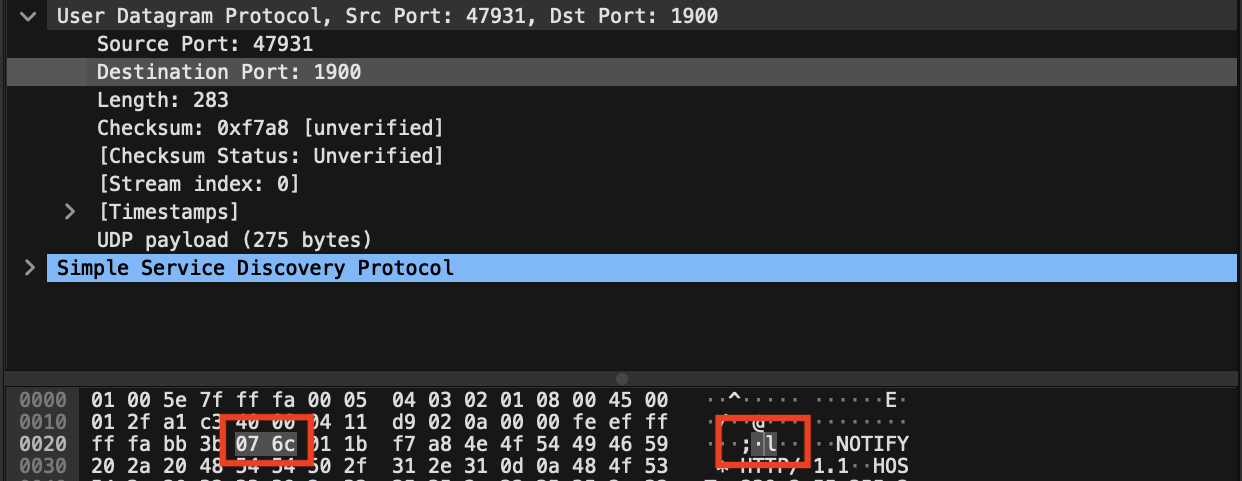 User Datagram Protocol, Src Port: 47931, Dst Port: 1900
Source Port: 47931
Destination Port: 1900
Length: 283
Checksum: 0xf7a8 [unverified]
[Checksum Status: Unverified]
[Stream index: 0]
[Timestamps]
UDP payload (275 bytes)
Simple Service Discovery Protocol
0000 01 00 5e 7f ff fa 00 05 04 03 02 01 08 00 45 00 ··^····· ······E·
0010 01 2f a1 c3 40 00 04 11 d9 02 0a 00 00 fe ef ff ·/··@··· ········
0020 ff fa bb 3b 07 6c 01 1b f7 a8 4e 4f 54 49 46 59 ···;·l·· ··NOTIFY
0030 20 2a 20 48 54 54 50 2f 31 2e 31 0d 0a 48 4f 53 * HTTP/ 1.1··HOS